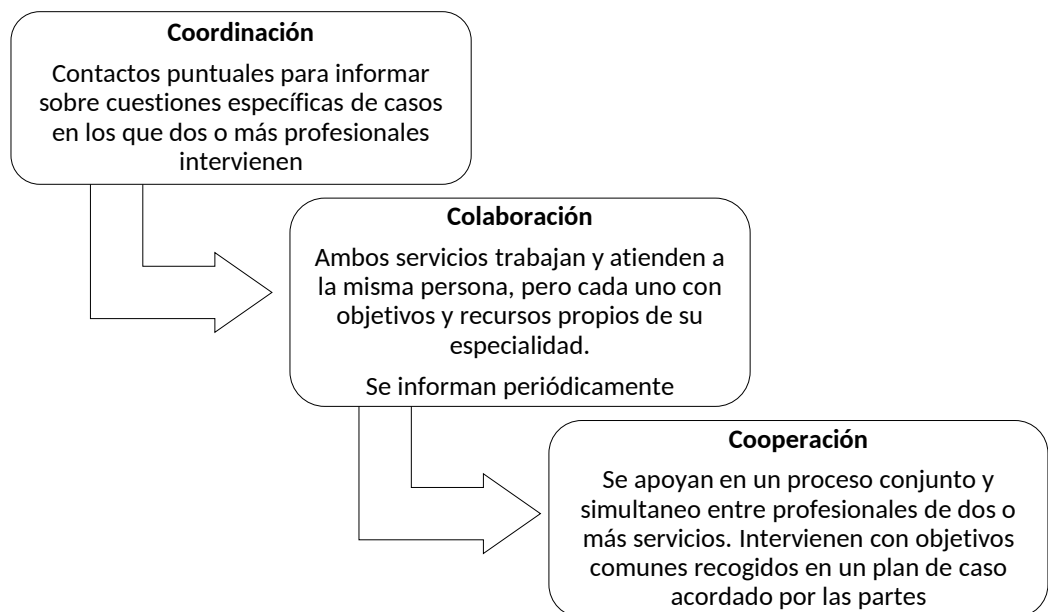 Coordinación
Contactos puntuales para informar
sobre cuestiones específicas de casos
en los que dos o más profesionales
intervienen
Colaboración
Ambos servicios trabajan y atienden a
la misma persona, pero cada uno con
objetivos y recursos propios de su
especialidad.
Se informan periódicamente
Cooperación
Se apoyan en un proceso conjunto y
simultaneo entre profesionales de dos o
más servicios. Intervienen con objetivos
comunes recogidos en un plan de caso
acordado por las partes